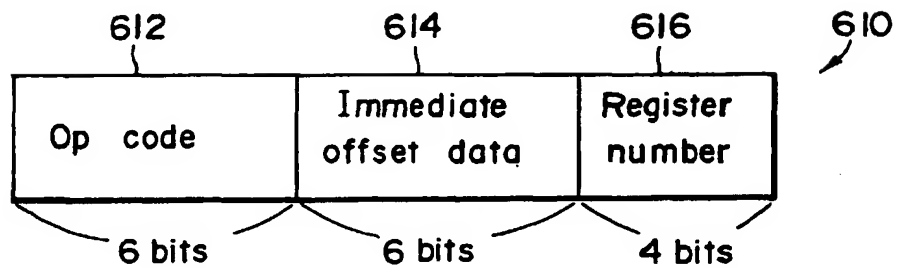 612 614 616 610
Op code
Immediate
offset data
Register
number
6 bits 6 bits 4 bits